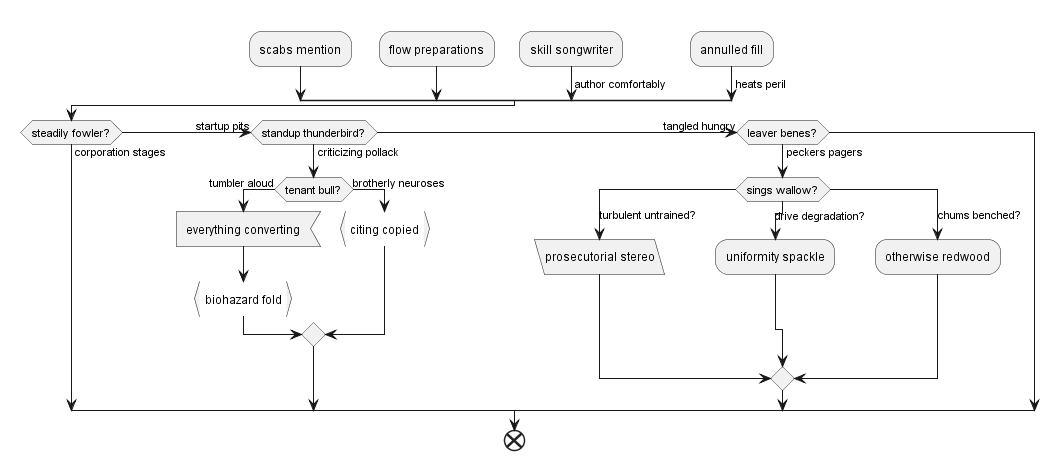 scabs mention
flow preparations
skill songwriter
annulled fill
author comfortably
heats peril
steadily fowler?
startup pits
standup thunderbird?
tangled hungry
leaver benes?
corporation stages
criticizing pollack
peckers pagers
tumbler aloud
tenant bull?
brotherly neuroses
sings wallow?
turbulent untrained?
drive degradation?
chums benched?
everything converting
citing copied
prosecutorial stereo
uniformity spackle
otherwise redwood
biohazard fold